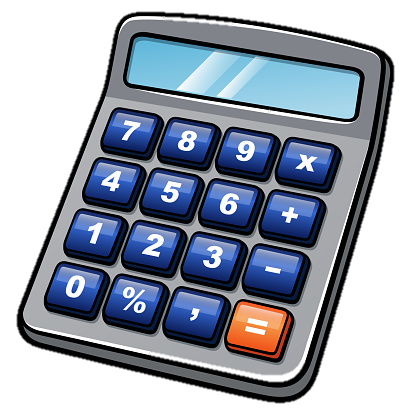 7 8 9 x
4 5 6 +
1 2 3 -
0 % , =